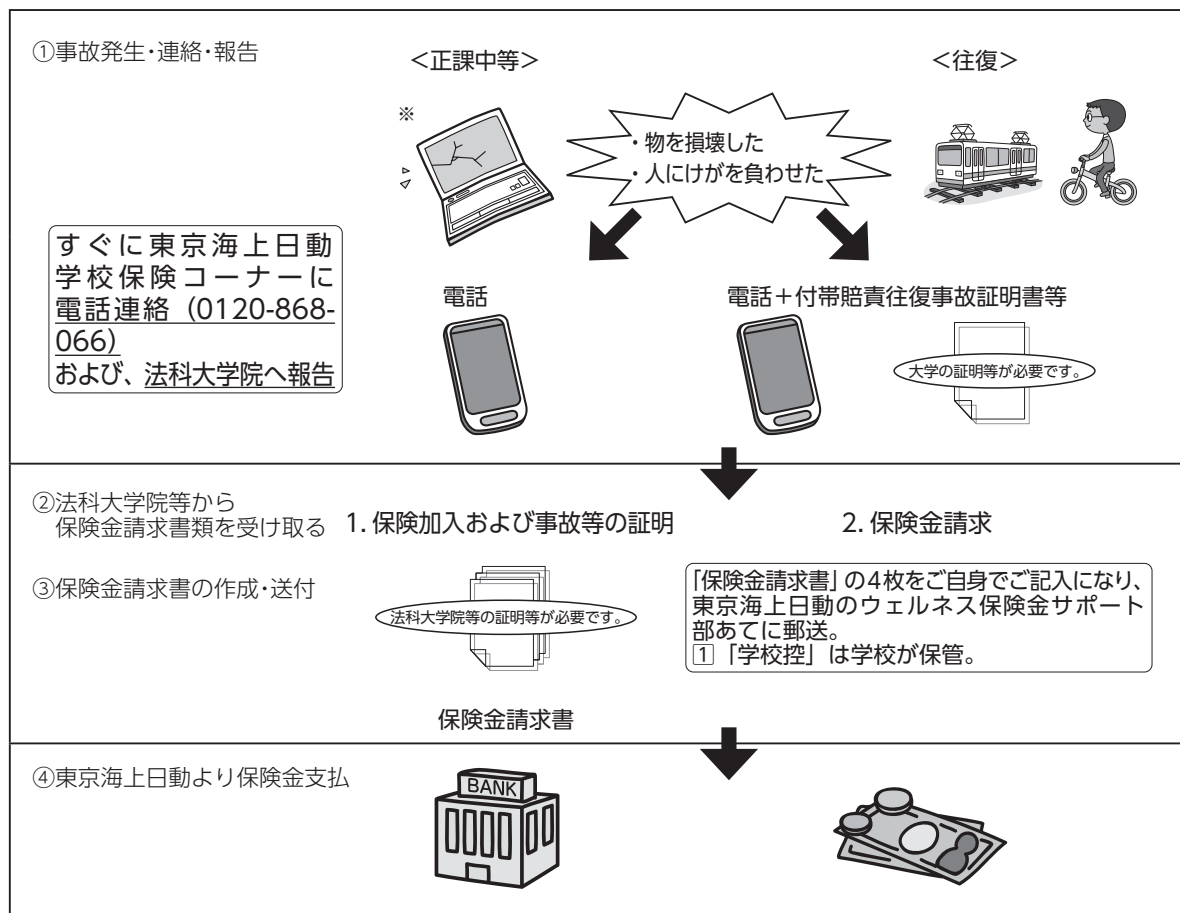 ①事故発生・連絡・報告
＜正課中等＞
＜往復＞
※
・物を損壊した
・人にけがを負わせた
すぐに東京海上日動
学校保険コーナーに
電話連絡（0120-868-
066）
および、法科大学院へ報告
電話
電話＋付帯賠責往復事故証明書等
大学の証明等が必要です。
②法科大学院等から
保険金請求書類を受け取る
1. 保険加入および事故等の証明
2. 保険金請求
③保険金請求書の作成・送付
法科大学院等の証明等が必要です。
「保険金請求書」の4枚をご自身でご記入になり、
東京海上日動のウェルネス保険金サポート
部あてに郵送。
1 「学校控」は学校が保管。
保険金請求書
④東京海上日動より保険金支払
BANK